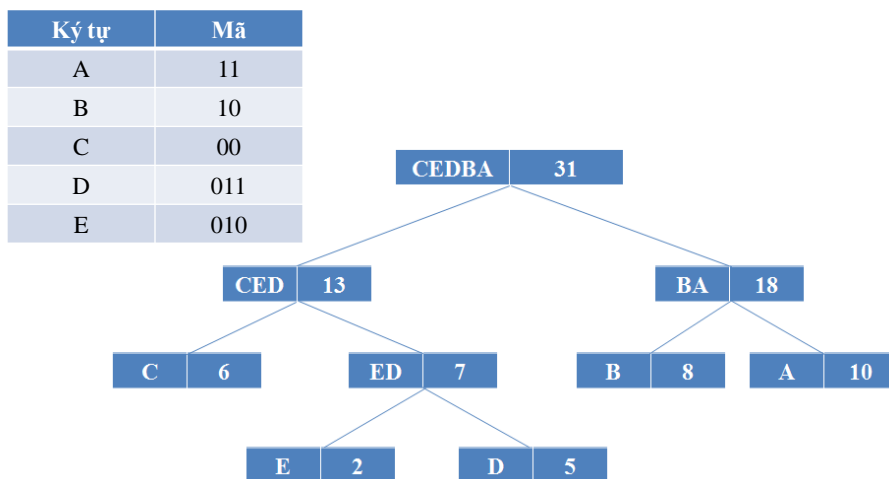 Ký tự Mã
A 11
B 10
C 00
D 011
E 010
CEDBA 31
CED 13 BA 18
C 6 ED 7 B 8 A 10
E 2 D 5